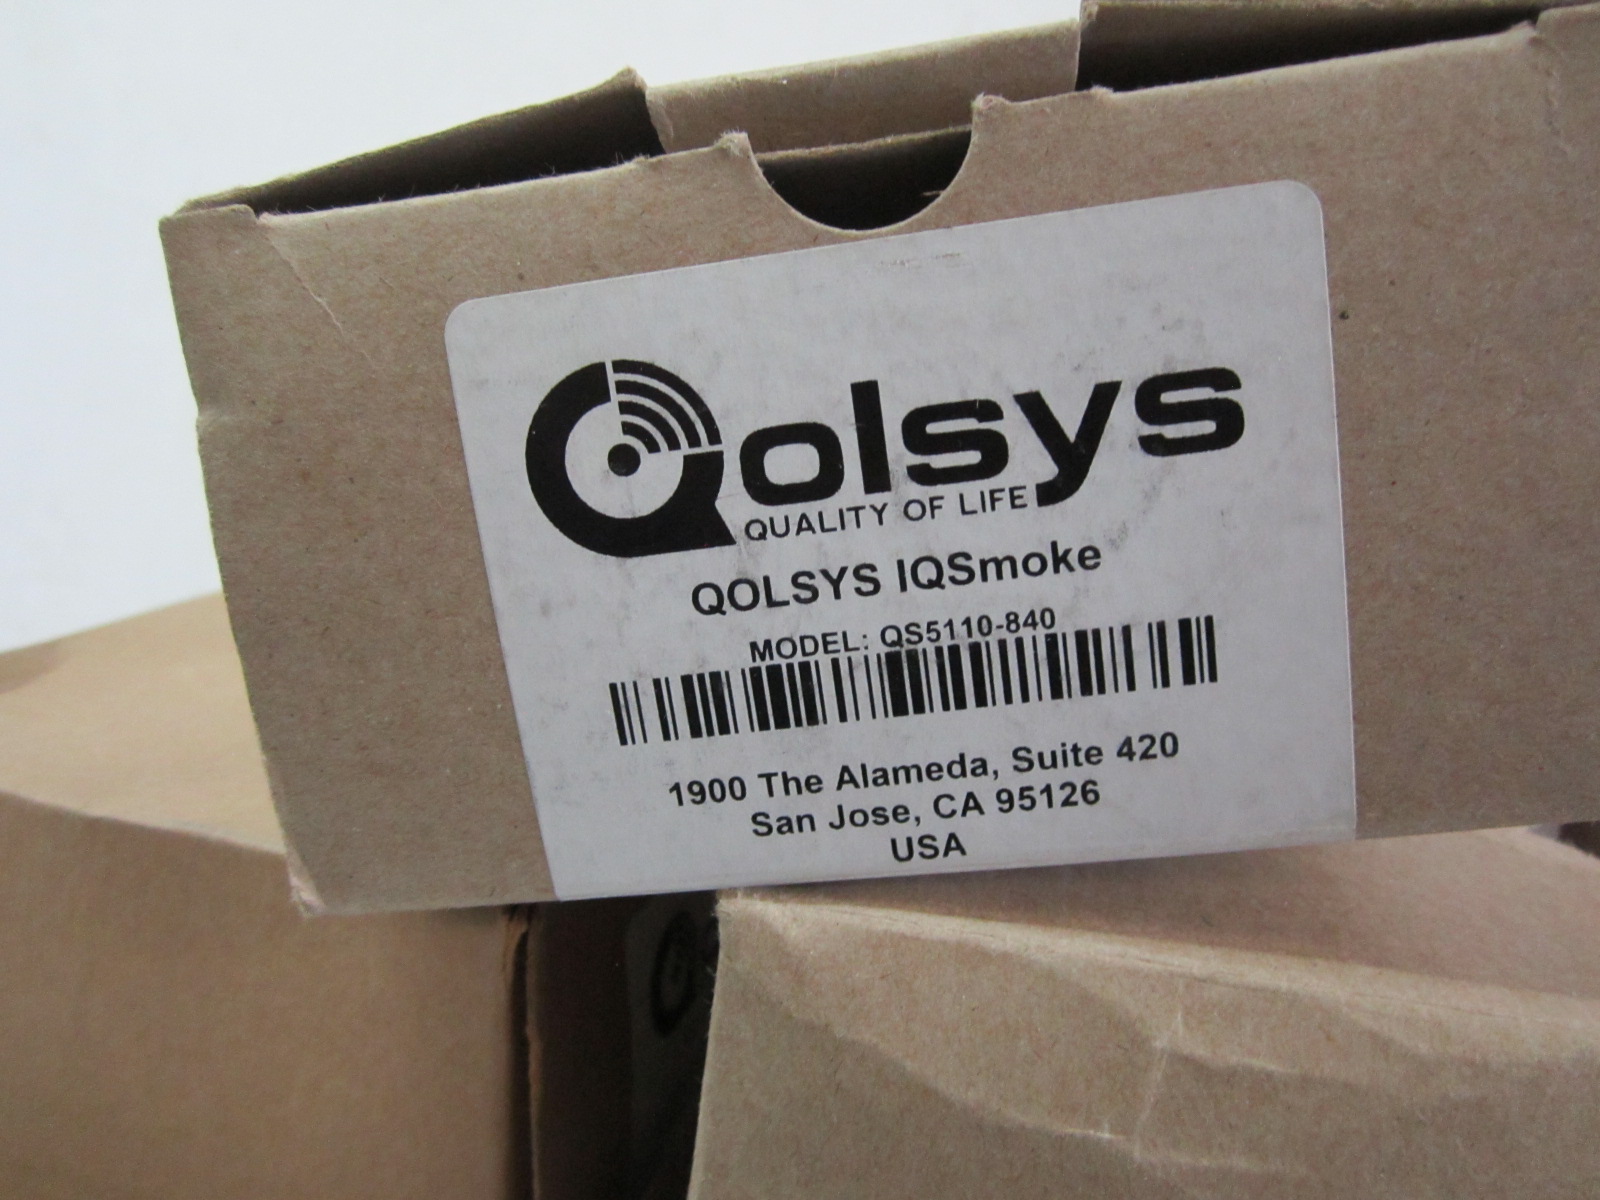 Qolsys
QUALITY OF LIFE
QOLSYS IQSmoke
MODEL: QS5110-840
1900 The Alameda, Suite 420
San Jose, CA 95126
USA